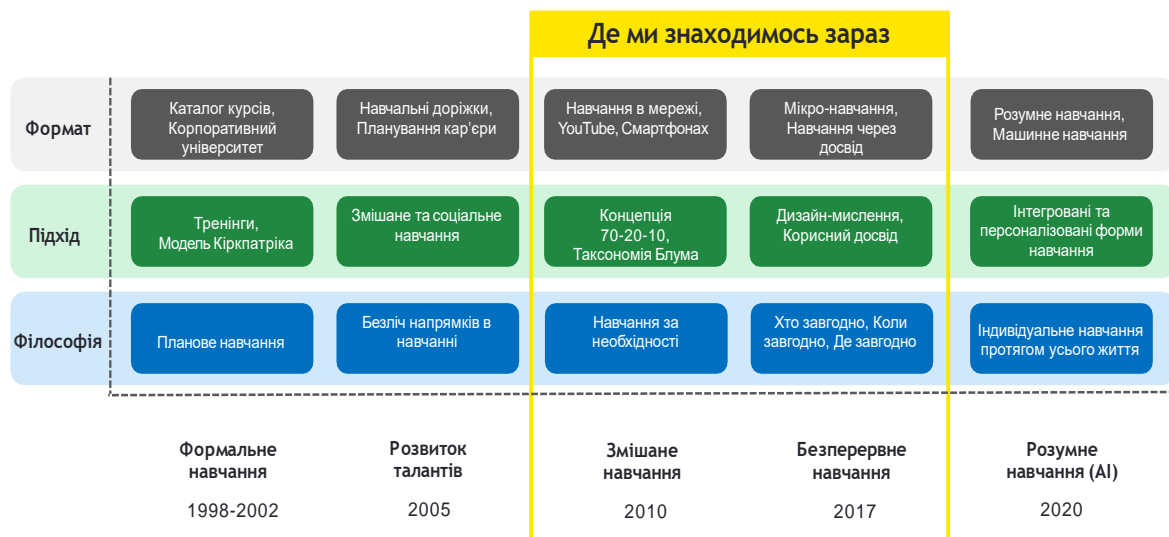 Де ми знаходимось зараз
Формат
Каталог курсів,
Корпоративний
університет
Навчальні доріжки,
Планування кар'єри
Навчання в мережі,
YouTube, Смартфонах
Мікро-навчання,
Навчання через
досвід
Розумне навчання,
Машинне навчання
Підхід
Тренінги,
Модель Кіркпатріка
Змішане та соціальне
навчання
Концепція
70-20-10,
Таксономія Блума
Дизайн-мислення,
Корисний досвід
Інтегровані та
персоналізовані форми
навчання
Філософія
Планове навчання
Безліч напрямків в
навчанні
Навчання за
необхідності
Хто завгодно, Коли
завгодно, Де завгодно
Індивідуальне навчання
протягом усього життя
Формальне
навчання
1998-2002
Розвиток
талантів
2005
Змішане
навчання
2010
Безперервне
навчання
2017
Розумне
навчання (AI)
2020